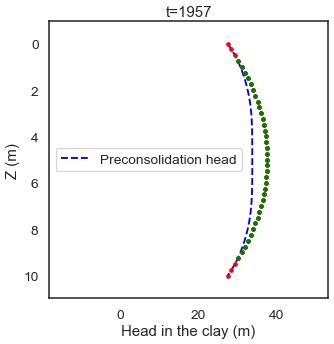 t=1957
0
2
4
6
8
10
Z (m)
Preconsolidation head
0
20
40
Head in the clay (m)